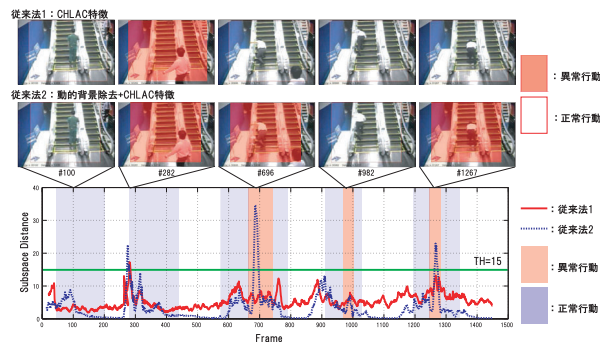 従来法1：CHLAC特徴
従来法2：動的背景除去+CHLAC特徴
：異常行動
：正常行動
#100
#282
#696
#982
#1267
40
30
20
10
0
Subspace Distance
TH=15
0 100 200 300 400 500 600 700 800 900 1000 1100 1200 1300 1400 1500
Frame
：従来法1
：従来法2
：異常行動
：正常行動